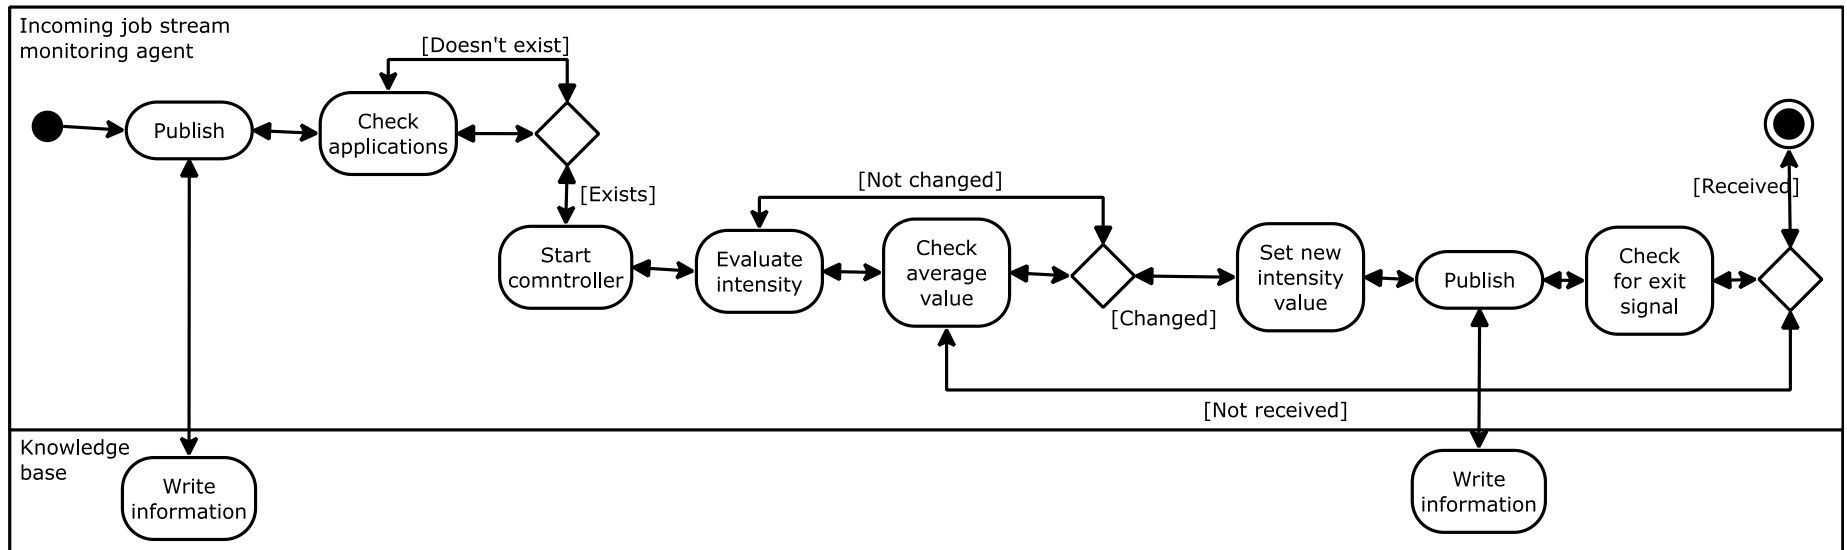 Incoming job stream
monitoring agent
[Doesn't exist]
Publish
Check
applications
[Exists]
[Not changed]
[Received]
Start
comntroller
Evaluate
intensity
Check
average
value
[Changed]
Set new
intensity
value
Publish
Check
for exit
signal
[Not received]
Knowledge
base
Write
information
Write
information